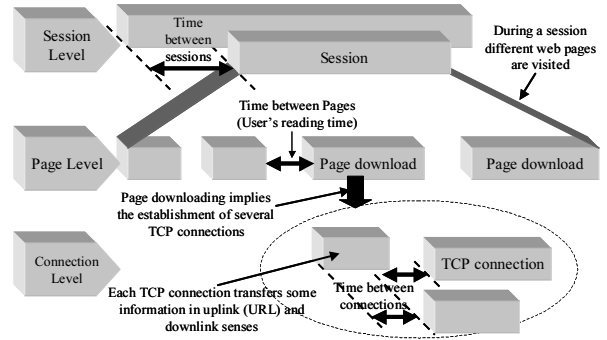 Session
Level
Time
between
sessions
Session
During a session
different web pages
are visited
Time between Pages
(User's reading time)
Page Level
Page download
Page download
Page downloading implies
the establishment of several
TCP connections
Connection
Level
TCP connection
Each TCP connection transfers some
information in uplink (URL) and
downlink senses
Time between
connections